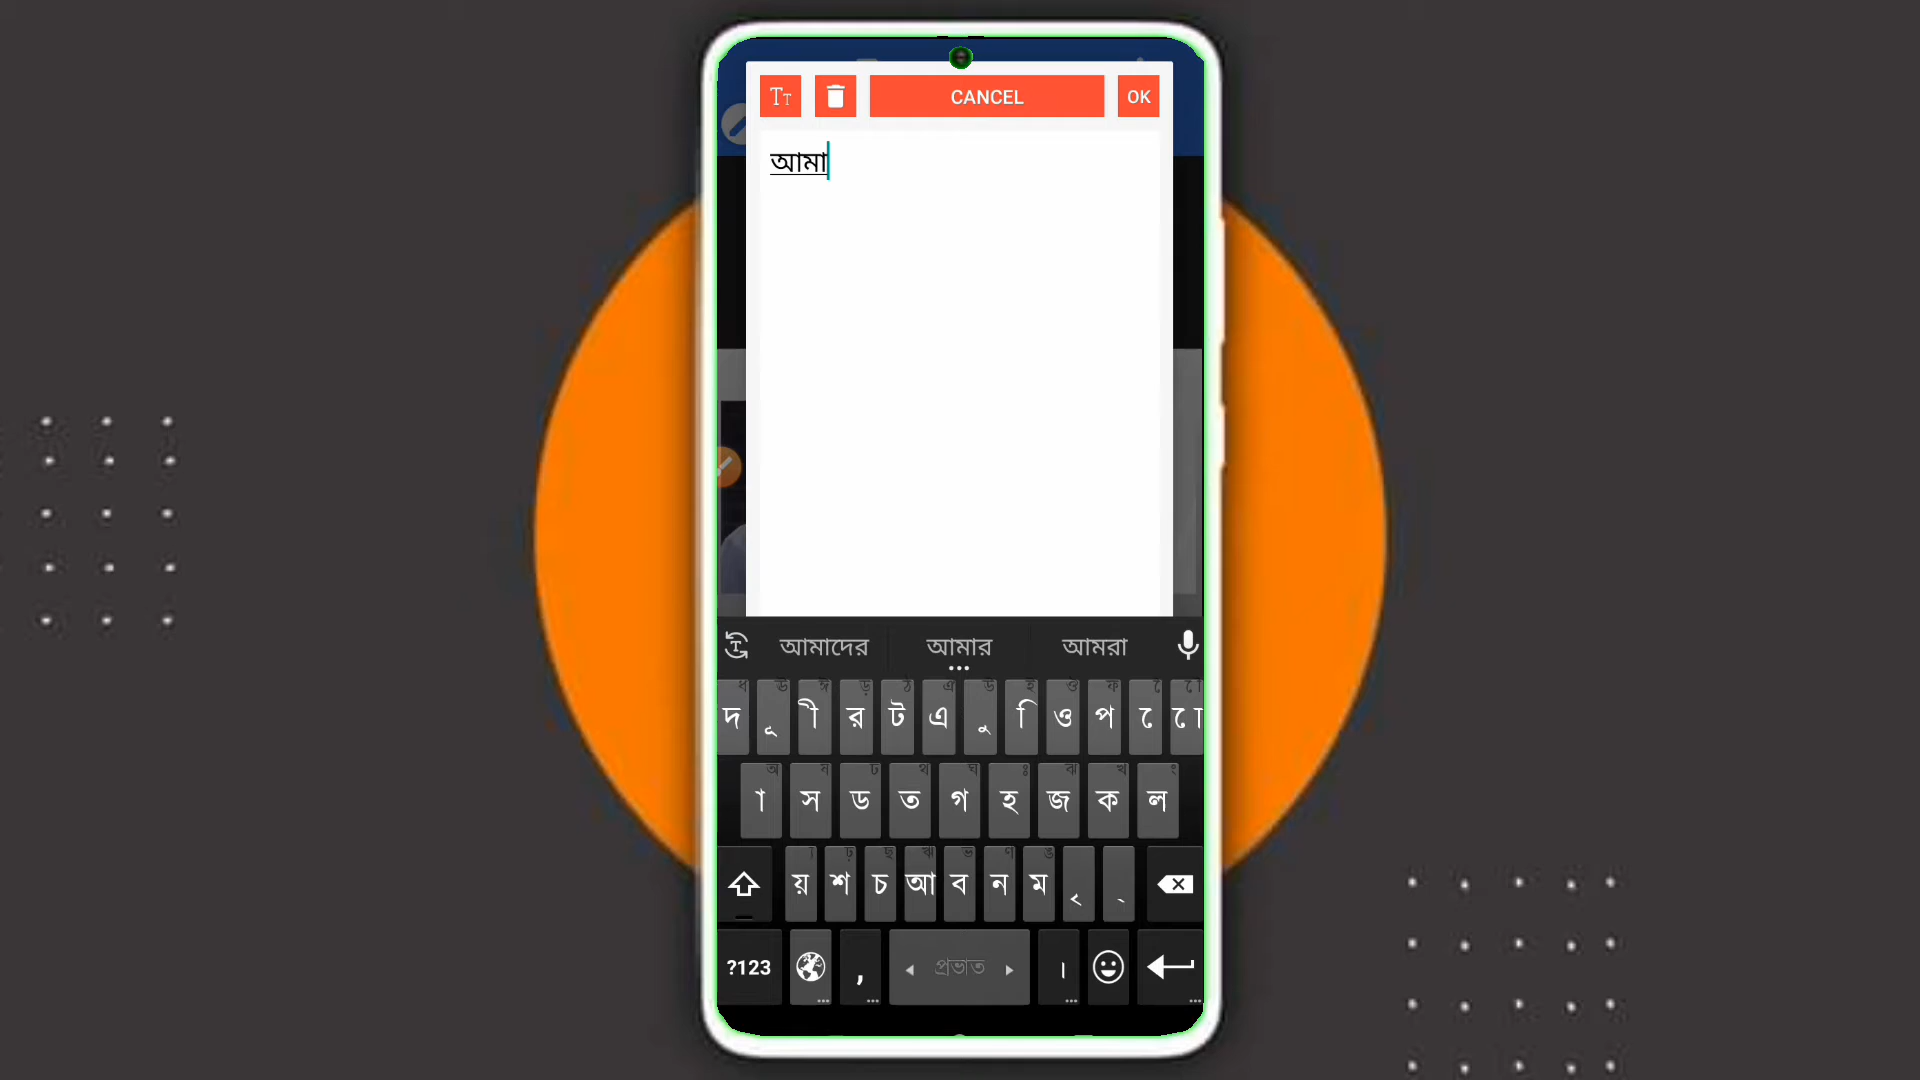 Tт CANCEL OK
আমা
আমাদের আমার আমরা
দ ূ ী র ট এ ু ি ও প ে ো
া স ড ত গ হ জ ক ল
য় শ চ আ ব ন ম ৃ ্
?123 , প্রভাত ।